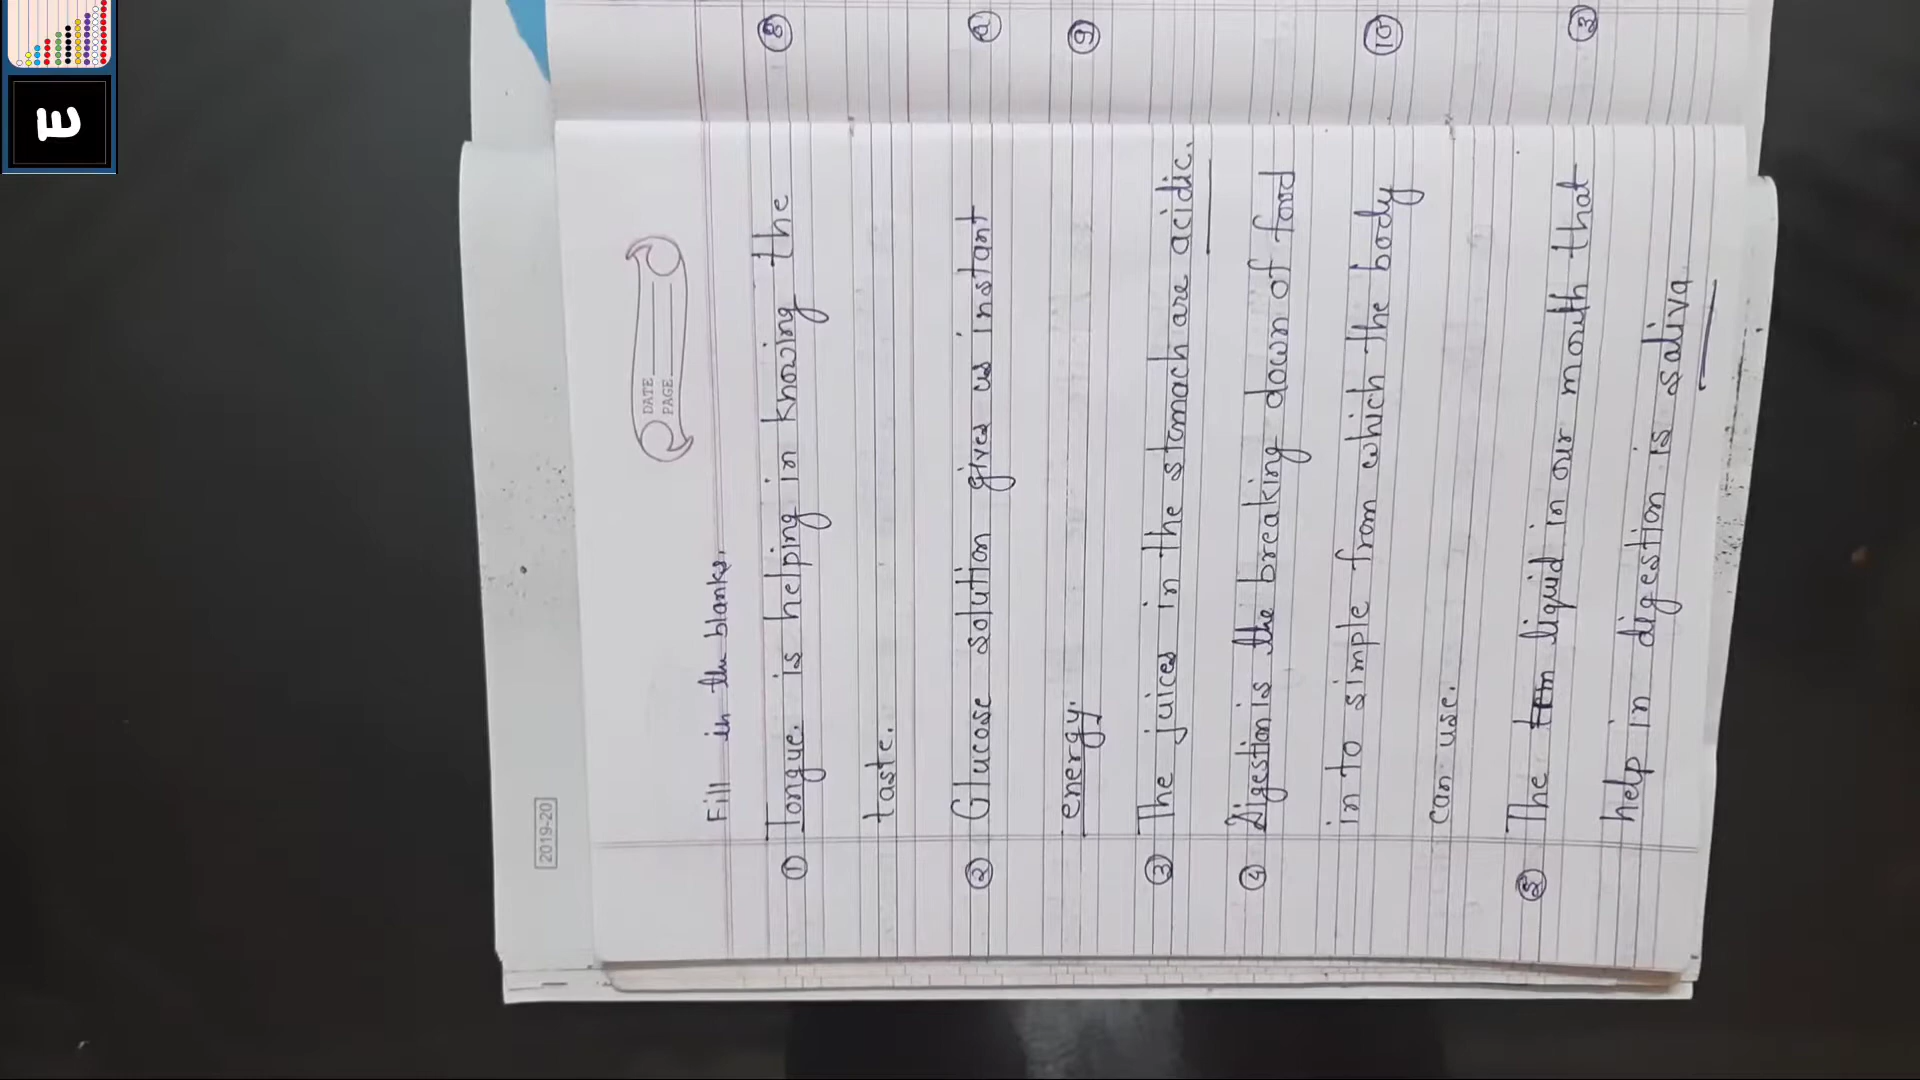 2019-20
DATE
PAGE
Fill in the blanks.
① Tongue is helping in knowing the
taste.
② Glucose solution gives us instant
energy.
③ The juices in the stomach are acidic.
④ Digestion is the breaking down of food
in to simple from which the body
can use.
⑤ The liquid in our mouth that
help in digestion is saliva
⑧
⑨
⑩